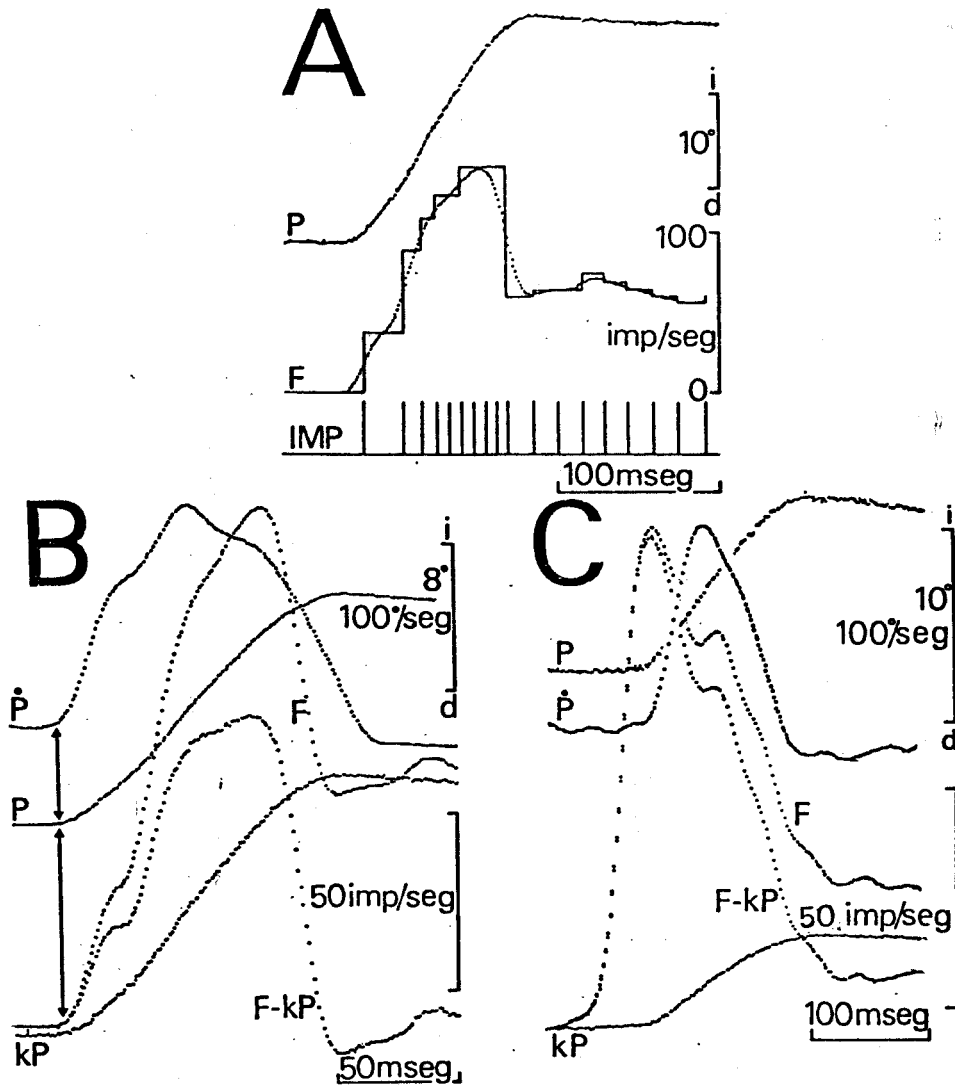 A
i
10°
d
P
100
imp/seg
F
0
IMP
100mseg
B
i
8°
100°/seg
Ṗ
d
F
P
50imp/seg
F-kP
kP
50mseg
C
i
10°
100°/seg
P
Ṗ
d
F
F-kP
50 imp/seg
kP
100mseg